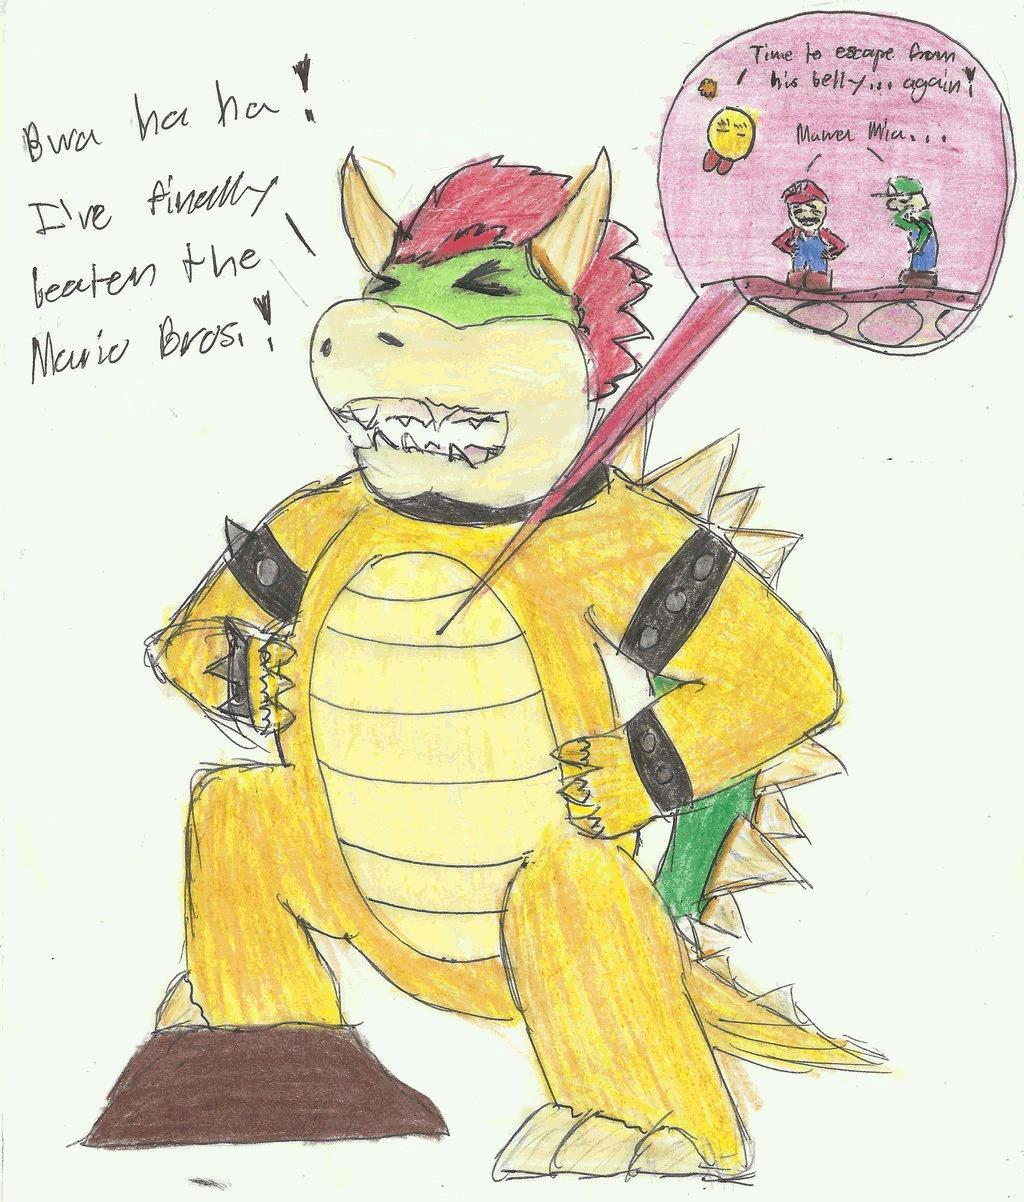 Bwa ha ha!
I've finally
beaten the
Mario Bros.!
Time to escape from
his belly... again!
Mama Mia...